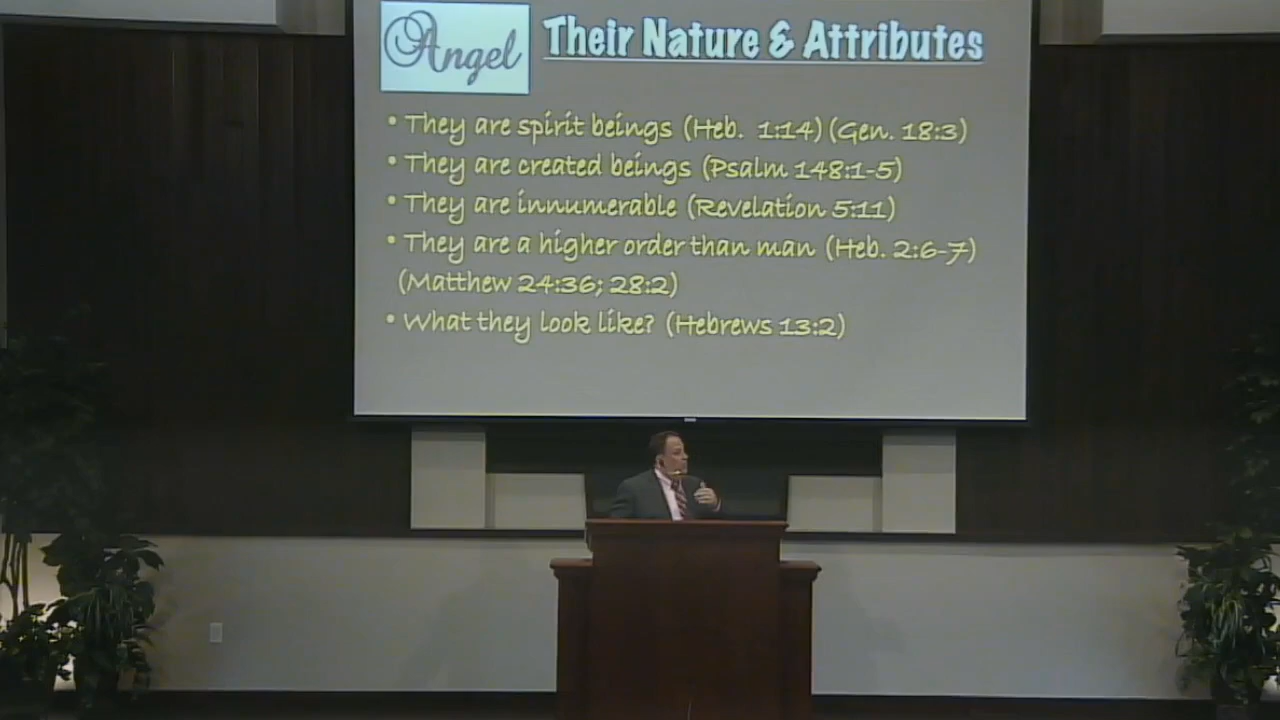 Angel
Their Nature & Attributes
• They are spirit beings (Heb. 1:14) (Gen. 18:3)
• They are created beings (Psalm 148:1-5)
• They are innumerable (Revelation 5:11)
• They are a higher order than man (Heb. 2:6-7)
(Matthew 24:36; 28:2)
• What they look like? (Hebrews 13:2)